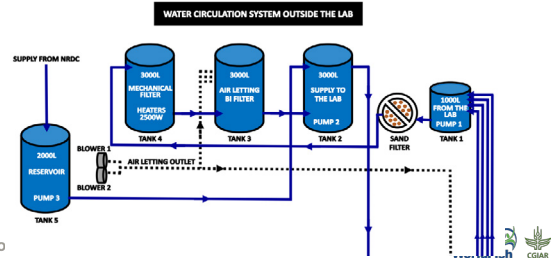 WATER CIRCULATION SYSTEM OUTSIDE THE LAB
SUPPLY FROM NRDC
3000L
MECHANICAL
FILTER
HEATERS
2500W
TANK 4
3000L
AIR LETTING
BI FILTER
TANK 3
3000L
SUPPLY TO
THE LAB
PUMP 2
TANK 2
SAND
FILTER
1000L
FROM THE
LAB
PUMP 1
TANK 1
2000L
RESERVOIR
PUMP 3
TANK 5
BLOWER 1
BLOWER 2
AIR LETTING OUTLET
CGIAR